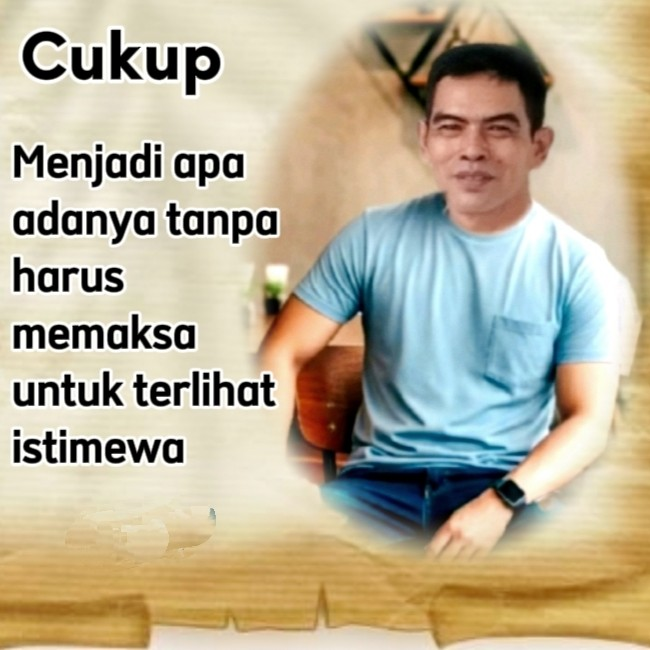 Cukup
Menjadi apa
adanya tanpa
harus
memaksa
untuk terlihat
istimewa